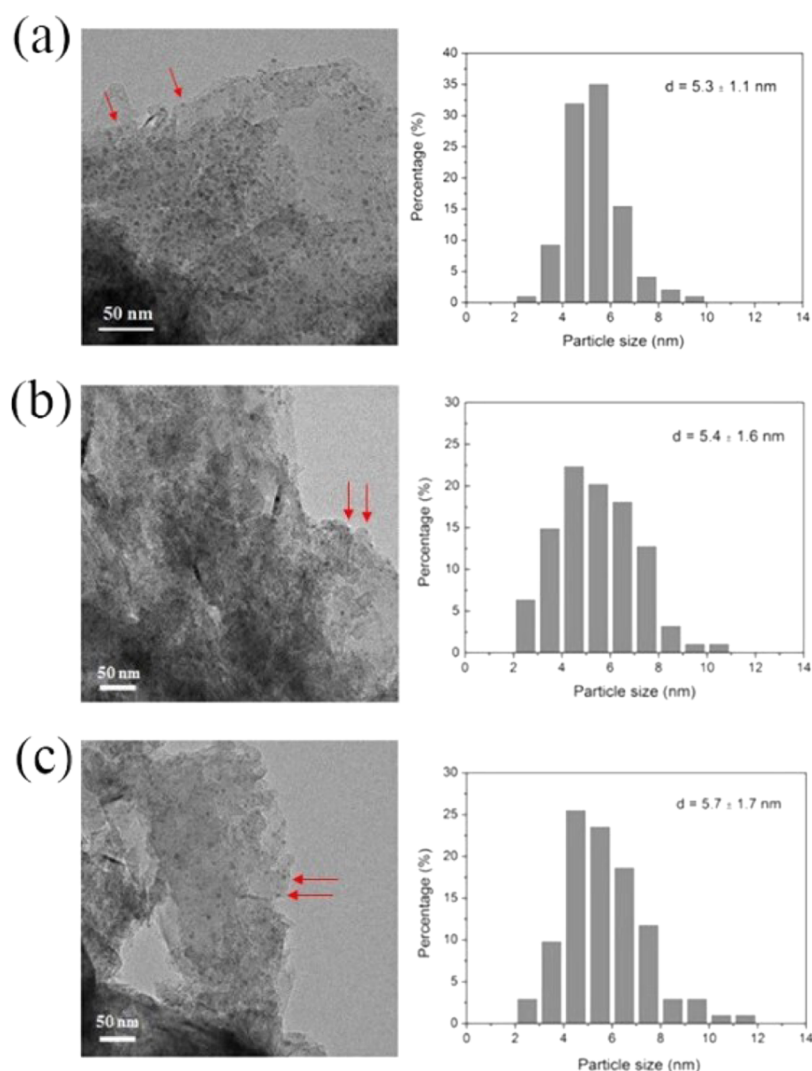 (a)
50 nm
40
35
30
25
20
15
10
5
0
Percentage (%)
d = 5.3 ± 1.1 nm
0 2 4 6 8 10 12 14
Particle size (nm)
(b)
50 nm
30
25
20
15
10
5
0
Percentage (%)
d = 5.4 ± 1.6 nm
0 2 4 6 8 10 12 14
Particle size (nm)
(c)
50 nm
30
25
20
15
10
5
0
Percentage (%)
d = 5.7 ± 1.7 nm
0 2 4 6 8 10 12 14
Particle size (nm)